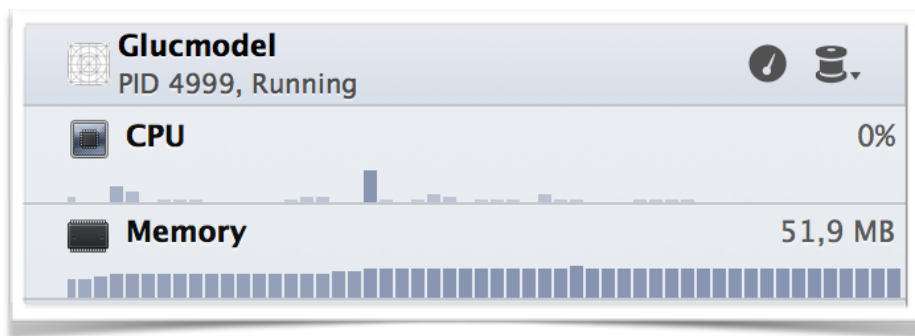 Glucmodel
PID 4999, Running
CPU 0%
Memory 51,9 MB